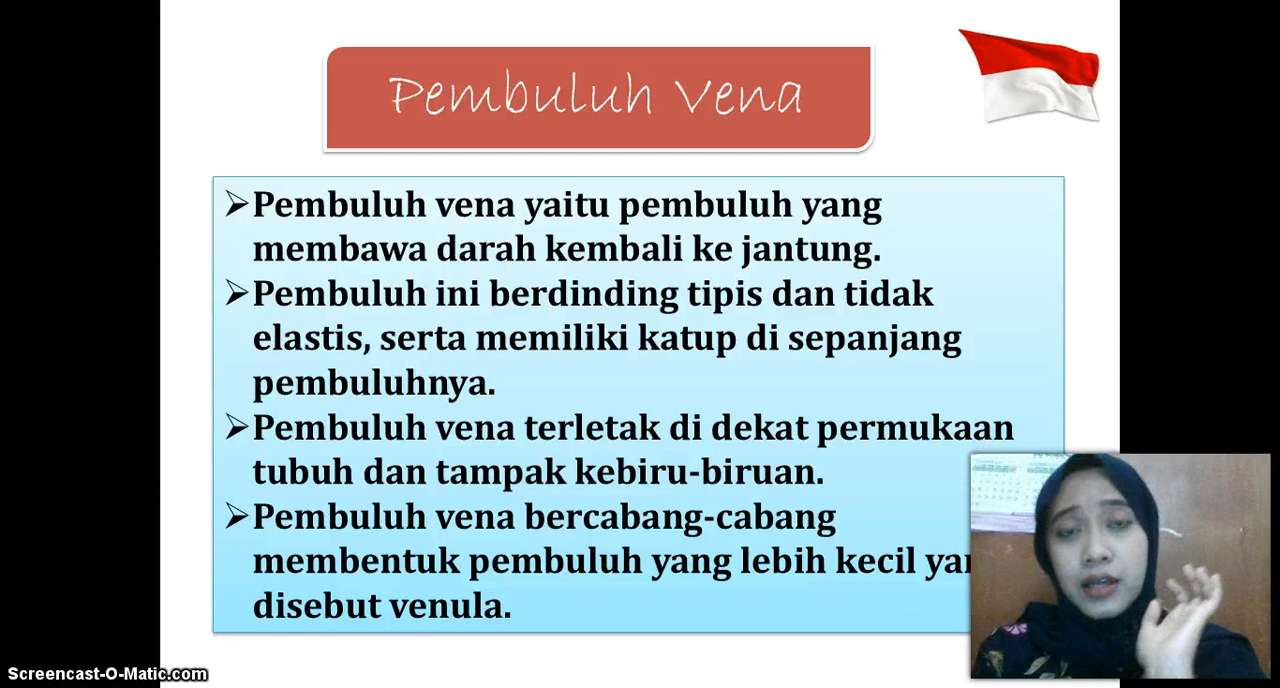 Pembuluh Vena
➢Pembuluh vena yaitu pembuluh yang
membawa darah kembali ke jantung.
➢Pembuluh ini berdinding tipis dan tidak
elastis, serta memiliki katup di sepanjang
pembuluhnya.
➢Pembuluh vena terletak di dekat permukaan
tubuh dan tampak kebiru-biruan.
➢Pembuluh vena bercabang-cabang
membentuk pembuluh yang lebih kecil
disebut venula.
Screencast-O-Matic.com